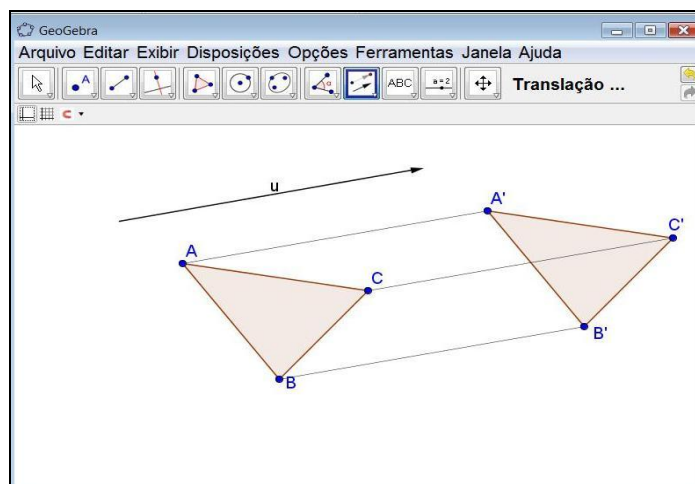 GeoGebra
Arquivo Editar Exibir Disposições Opções Ferramentas Janela Ajuda
A
ABC
a=2
Translação ...
u
A'
C'
A
C
B'
B